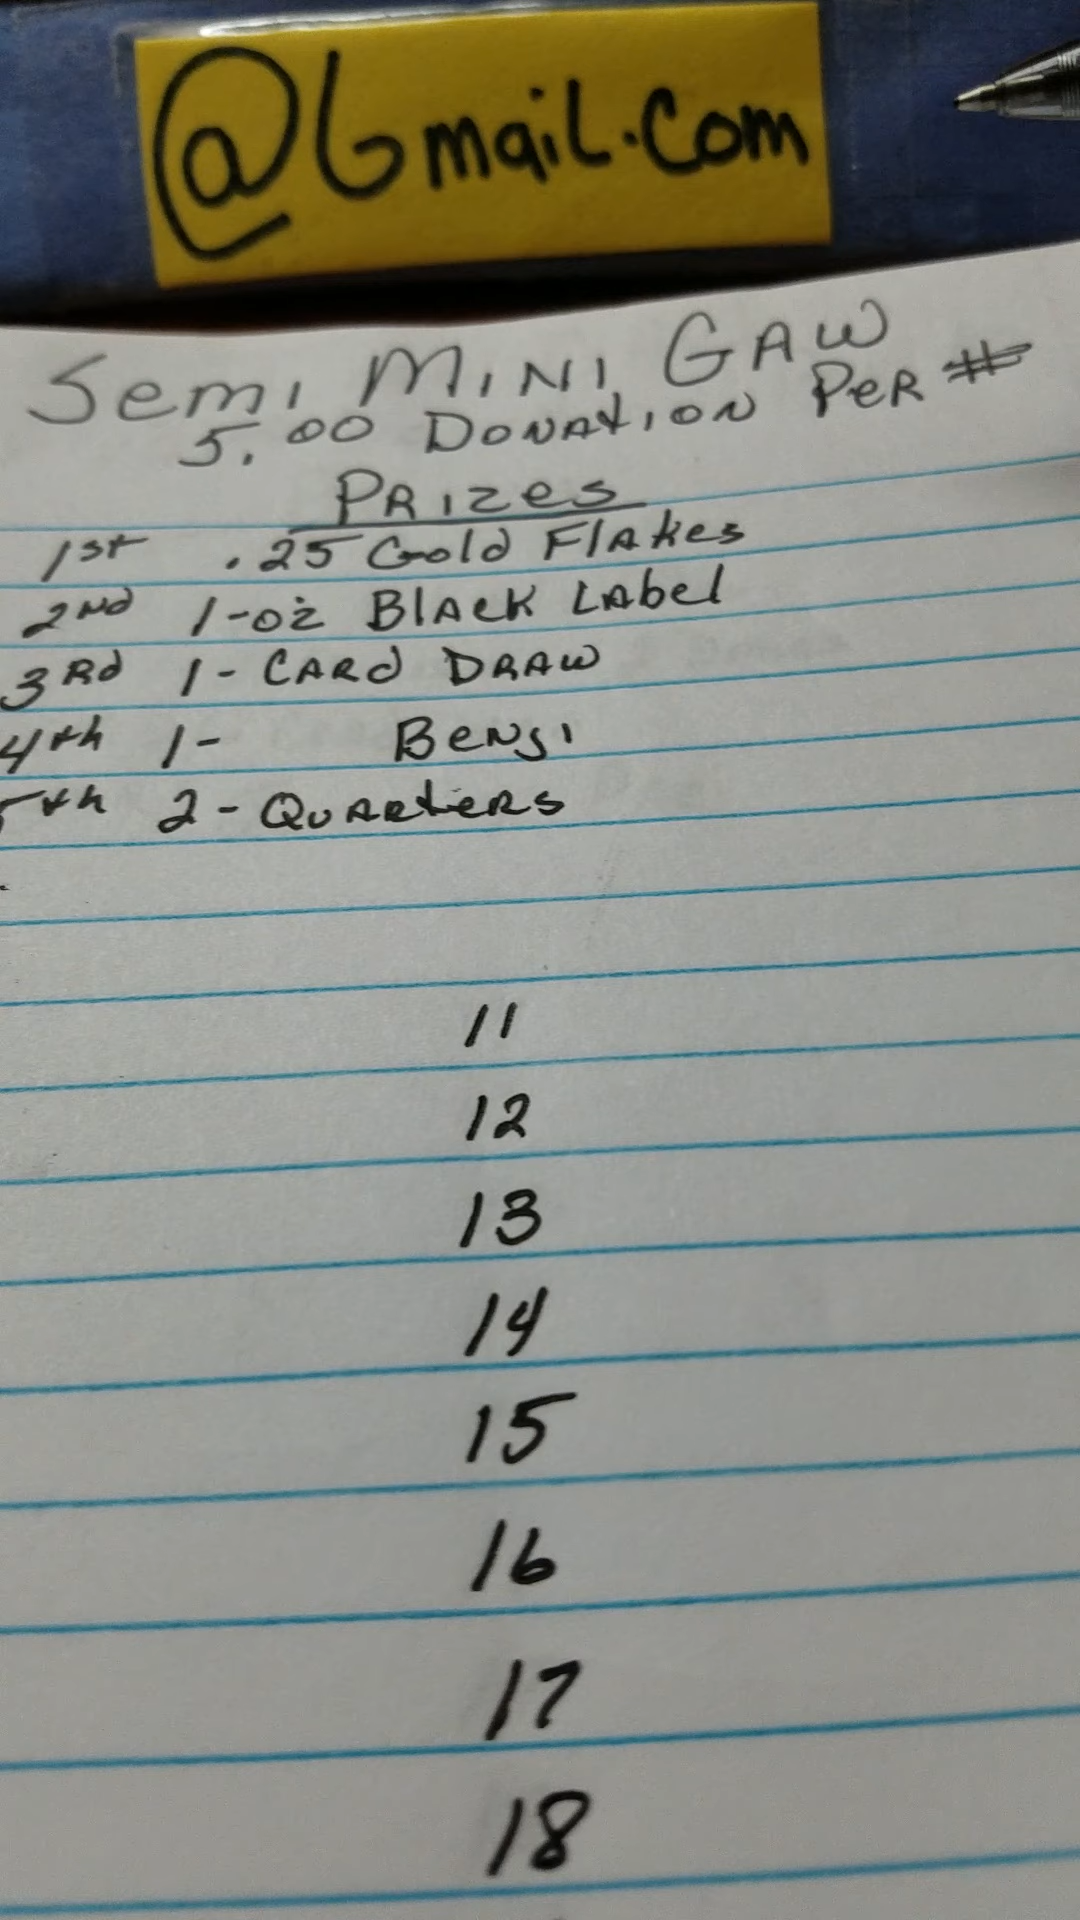 @Gmail.com
Semi Mini GAW
5.00 Donation Per #
Prizes
1st .25 Gold Flakes
2nd 1-oz Black Label
3Rd 1- Card Draw
4th 1- Bensi
5th 2- Quarters
11
12
13
14
15
16
17
18